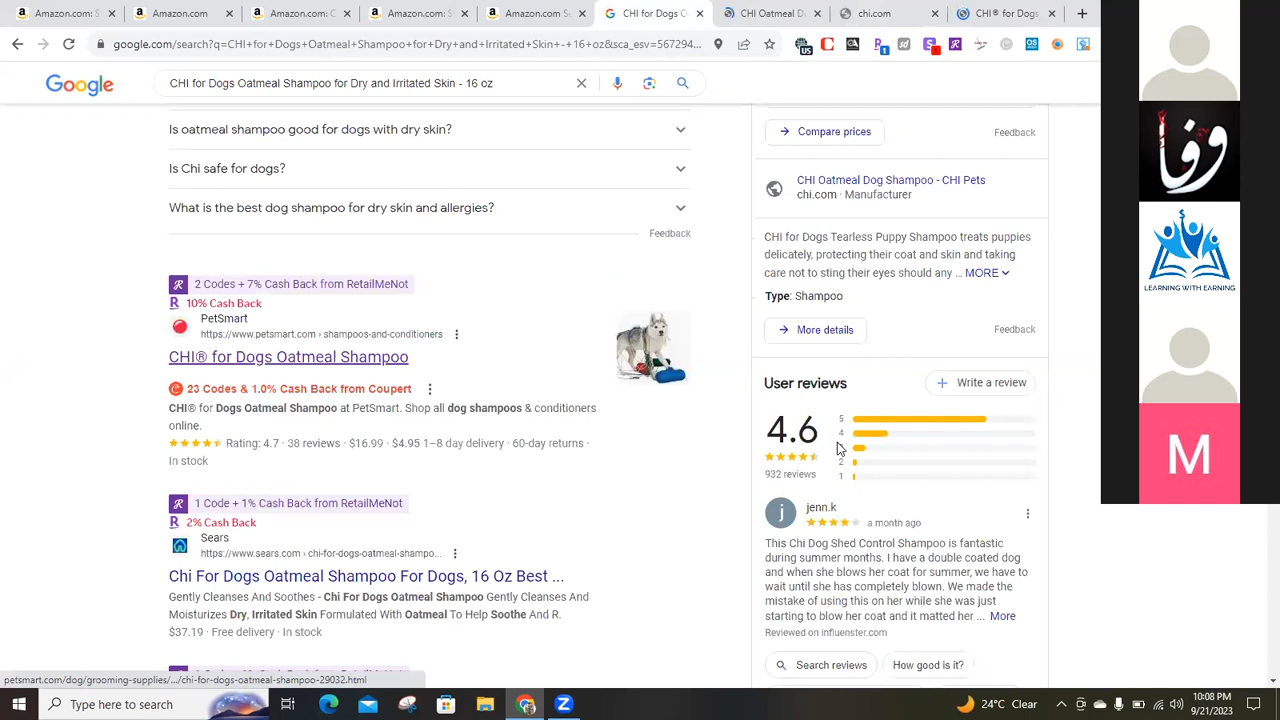 Amazon.com
Amazon.com: Ch
Amazon.com: C
Amazon.com Sp
Amazon.com: Su
CHI for Dogs O
Oatmeal Dog
chi.com
CHI® for Dogs
google.com/search?q=CHI+for+Dogs+Oatmeal+Shampoo+for+Dry+and+Irritated+Skin+-+16+oz&sca_esv=567294...
Google
CHI for Dogs Oatmeal Shampoo for Dry and Irritated Skin - 16 oz
Is oatmeal shampoo good for dogs with dry skin?
Is Chi safe for dogs?
What is the best dog shampoo for dry skin and allergies?
Feedback
2 Codes + 7% Cash Back from RetailMeNot
10% Cash Back
PetSmart
https://www.petsmart.com › shampoos-and-conditioners
CHI® for Dogs Oatmeal Shampoo
23 Codes & 1.0% Cash Back from Coupert
CHI® for Dogs Oatmeal Shampoo at PetSmart. Shop all dog shampoos & conditioners
online.
Rating: 4.7 · 38 reviews · $16.99 · $4.95 1–8 day delivery · 60-day returns ·
In stock
1 Code + 1% Cash Back from RetailMeNot
2% Cash Back
Sears
https://www.sears.com › chi-for-dogs-oatmeal-shampo...
Chi For Dogs Oatmeal Shampoo For Dogs, 16 Oz Best ...
Gently Cleanses And Soothes - Chi For Dogs Oatmeal Shampoo Gently Cleanses And
Moisturizes Dry, Irritated Skin Formulated With Oatmeal To Help Soothe And R.
$37.19 · Free delivery · In stock
Compare prices
Feedback
CHI Oatmeal Dog Shampoo - CHI Pets
chi.com · Manufacturer
CHI for Dogs Tearless Puppy Shampoo treats puppies
delicately, protecting their coat and skin and taking
care not to sting their eyes should any ... MORE
Type: Shampoo
More details
Feedback
User reviews
Write a review
4.6
932 reviews
5
4
2
1
j
jenn.k
a month ago
This Chi Dog Shed Control Shampoo is fantastic
during summer months. I have a double coated dog
and when she blows her coat for summer, we have to
wait until she has completely blown. We made the
mistake of using this on her while she was just
starting to blow her coat and it matted her ... More
Reviewed on influenster.com
Search reviews
How good is it?
وفا
LEARNING WITH EARNING
M
petsmart.com/dog/grooming-supplies/.../chi-for-dogs-oatmeal-shampoo-29032.html
Type here to search
24°C Clear
10:08 PM
9/21/2023